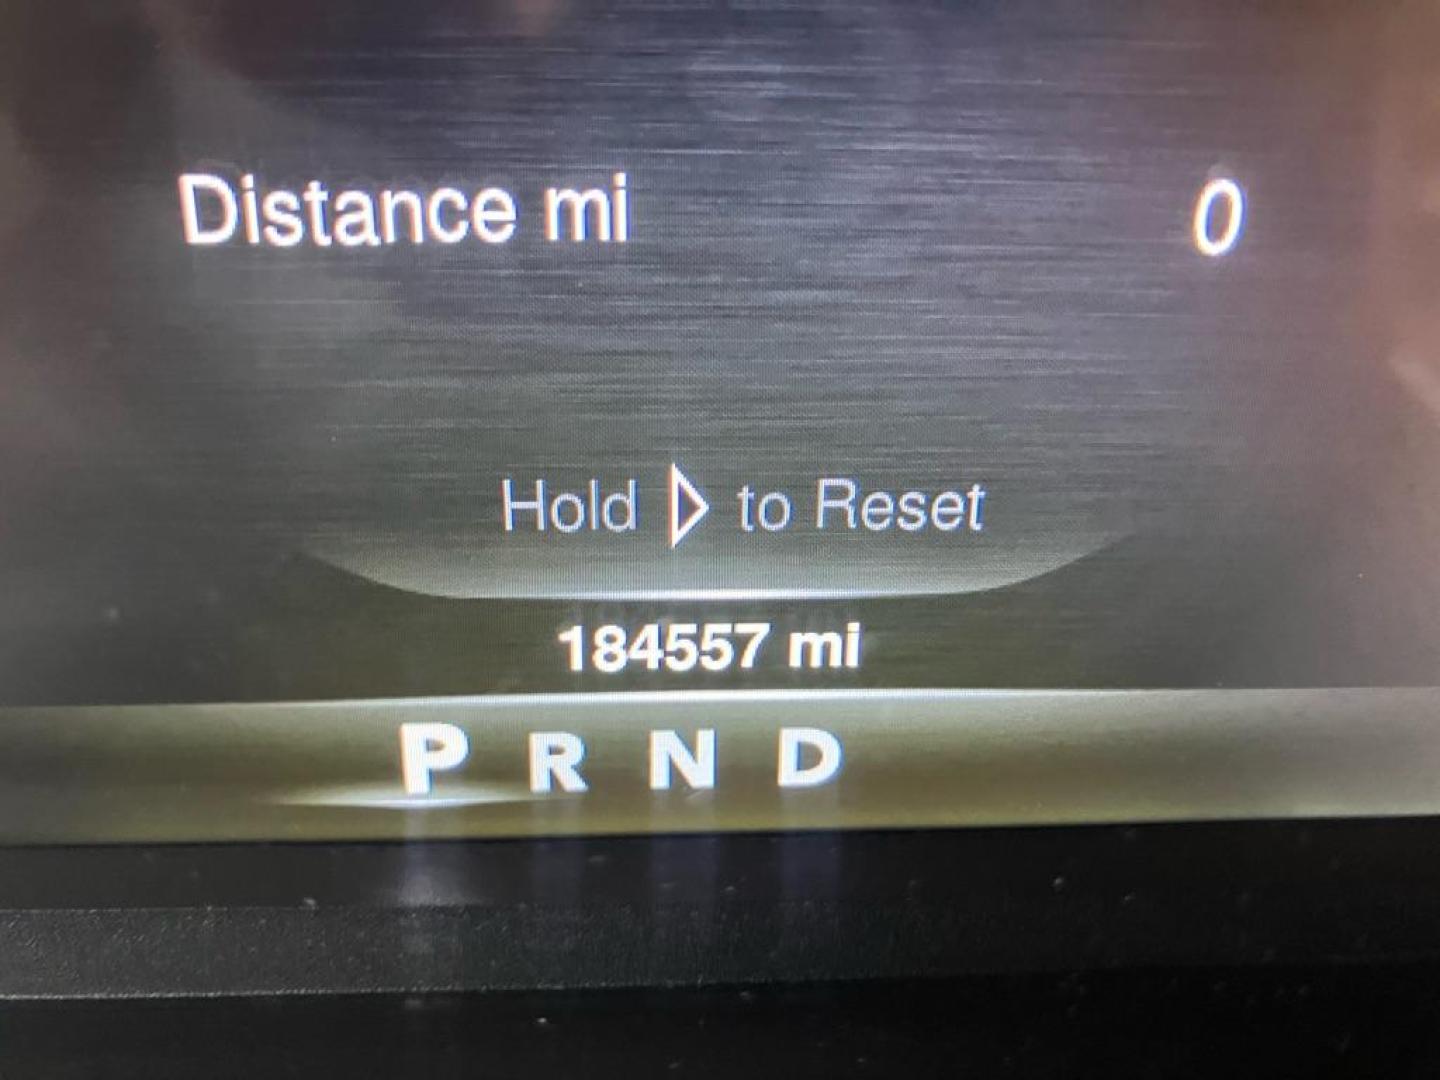 Distance mi 0
Hold ▷ to Reset
184557 mi
P R N D